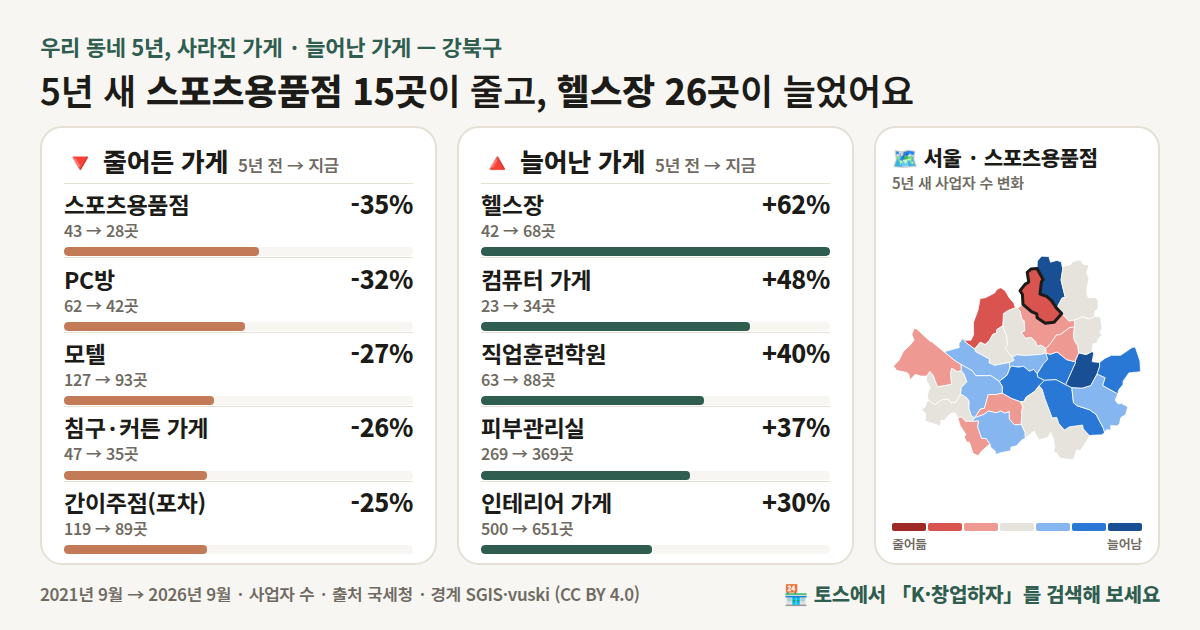 우리 동네 5년, 사라진 가게 · 늘어난 가게 — 강북구
5년 새 스포츠용품점 15곳이 줄고, 헬스장 26곳이 늘었어요
줄어든 가게 5년 전 → 지금
스포츠용품점 -35%
43 → 28곳
PC방 -32%
62 → 42곳
모텔 -27%
127 → 93곳
침구·커튼 가게 -26%
47 → 35곳
간이주점(포차) -25%
119 → 89곳
늘어난 가게 5년 전 → 지금
헬스장 +62%
42 → 68곳
컴퓨터 가게 +48%
23 → 34곳
직업훈련학원 +40%
63 → 88곳
피부관리실 +37%
269 → 369곳
인테리어 가게 +30%
500 → 651곳
서울 · 스포츠용품점
5년 새 사업자 수 변화
줄어듦 늘어남
2021년 9월 → 2026년 9월 · 사업자 수 · 출처 국세청 · 경계 SGIS·vuski (CC BY 4.0)
토스에서 「K·창업하자」를 검색해 보세요